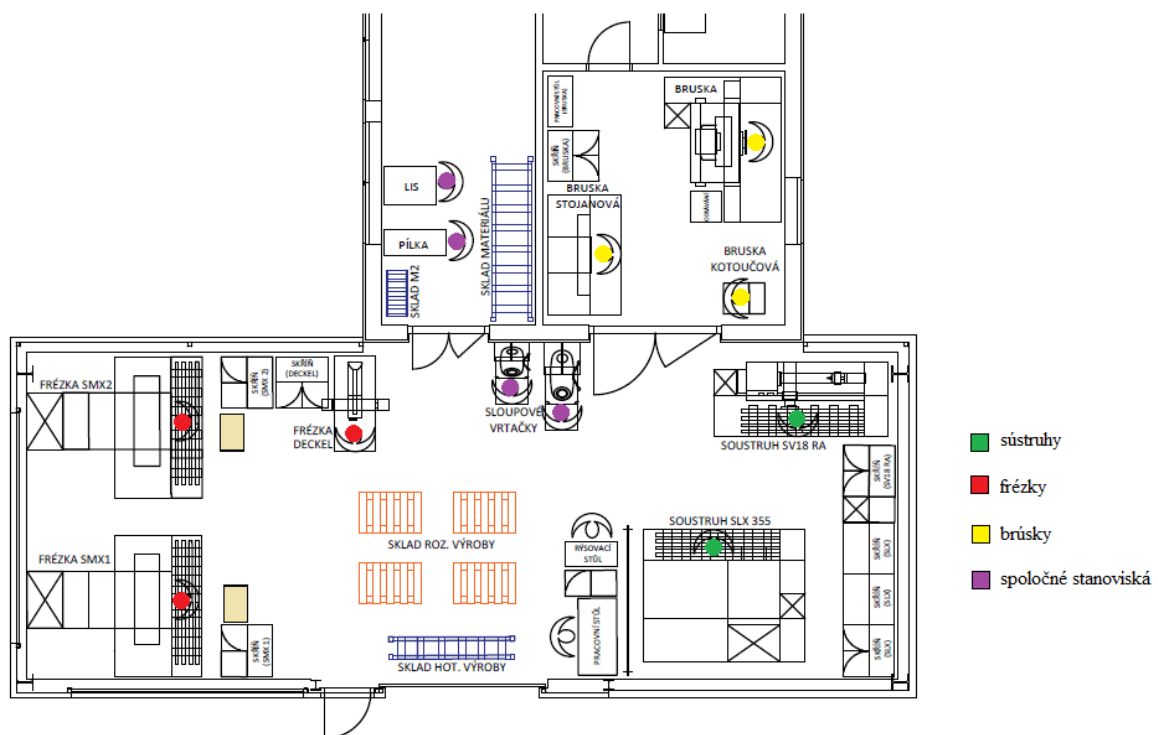 BRUSKA
PRACOVNÍ STŮL
(BRUSKA)
SKŘÍŇ
(BRUSKA)
LIS
BRUSKA
STOJANOVÁ
ODSÁVÁNÍ
PÍLKA
SKLAD MATERIÁLU
SKLAD M2
BRUSKA
KOTOUČOVÁ
FRÉZKA SMX2
SKŘÍŇ
(SMX 2)
SKŘÍŇ
(DECKEL)
FRÉZKA
DECKEL
SLOUPOVÉ
VRTAČKY
SOUSTRUH SV18 RA
SKŘÍŇ
(SV18 RA)
sústruhy
frézky
brúsky
spoločné stanoviská
SKLAD ROZ. VÝROBY
SOUSTRUH SLX 355
RÝSOVACÍ
STŮL
FRÉZKA SMX1
SKŘÍŇ
(SLX)
SKŘÍŇ
(SLX)
SKŘÍŇ
(SLX)
SKŘÍŇ
(SMX 1)
PRACOVNÍ STŮL
SKLAD HOT. VÝROBY